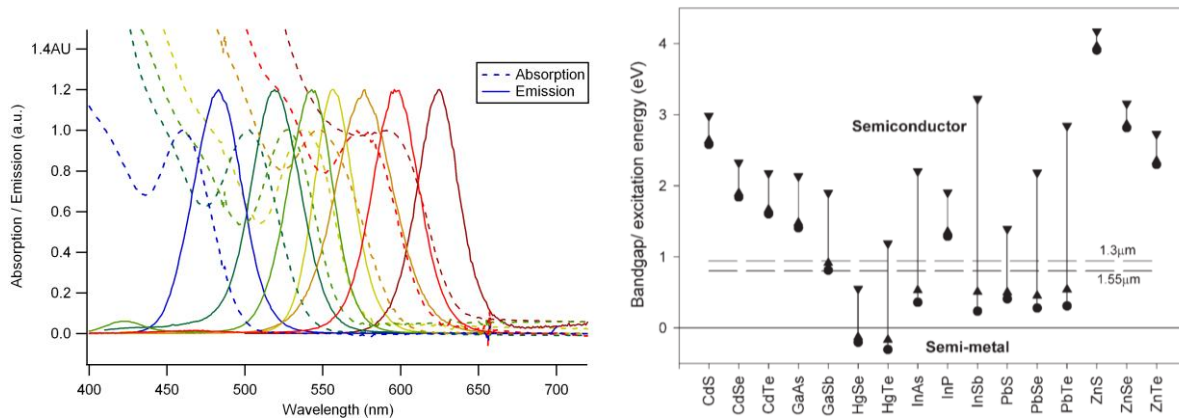 1.4AU
1.2
1.0
0.8
0.6
0.4
0.2
0.0
Absorption / Emission (a.u.)
Absorption
Emission
400
450
500
550
600
650
700
Wavelength (nm)
Bandgap/ excitation energy (eV)
4
3
2
1
0
Semiconductor
1.3μm
1.55μm
Semi-metal
CdS
CdSe
CdTe
GaAs
GaSb
HgSe
HgTe
InAs
InP
InSb
PbS
PbSe
PbTe
ZnS
ZnSe
ZnTe